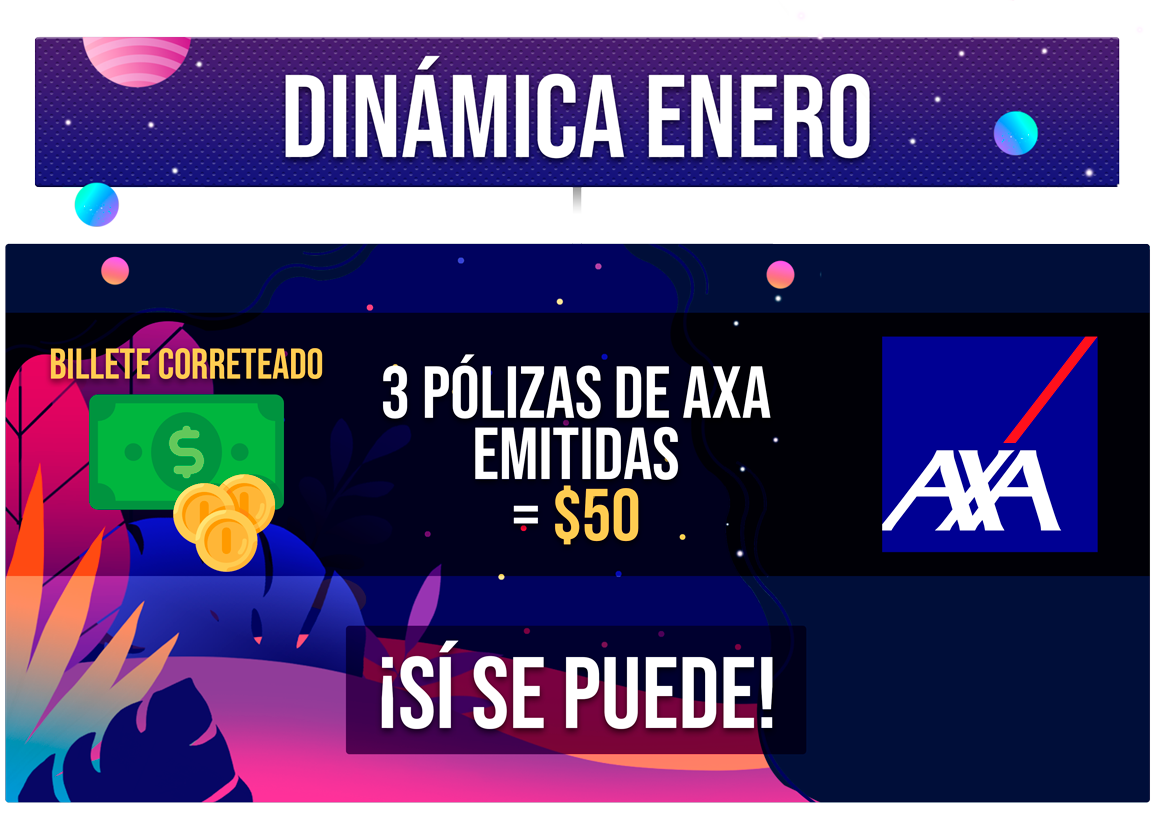 DINÁMICA ENERO
BILLETE CORRETEADO
3 PÓLIZAS DE AXA
EMITIDAS
= $50
AXA
¡SÍ SE PUEDE!